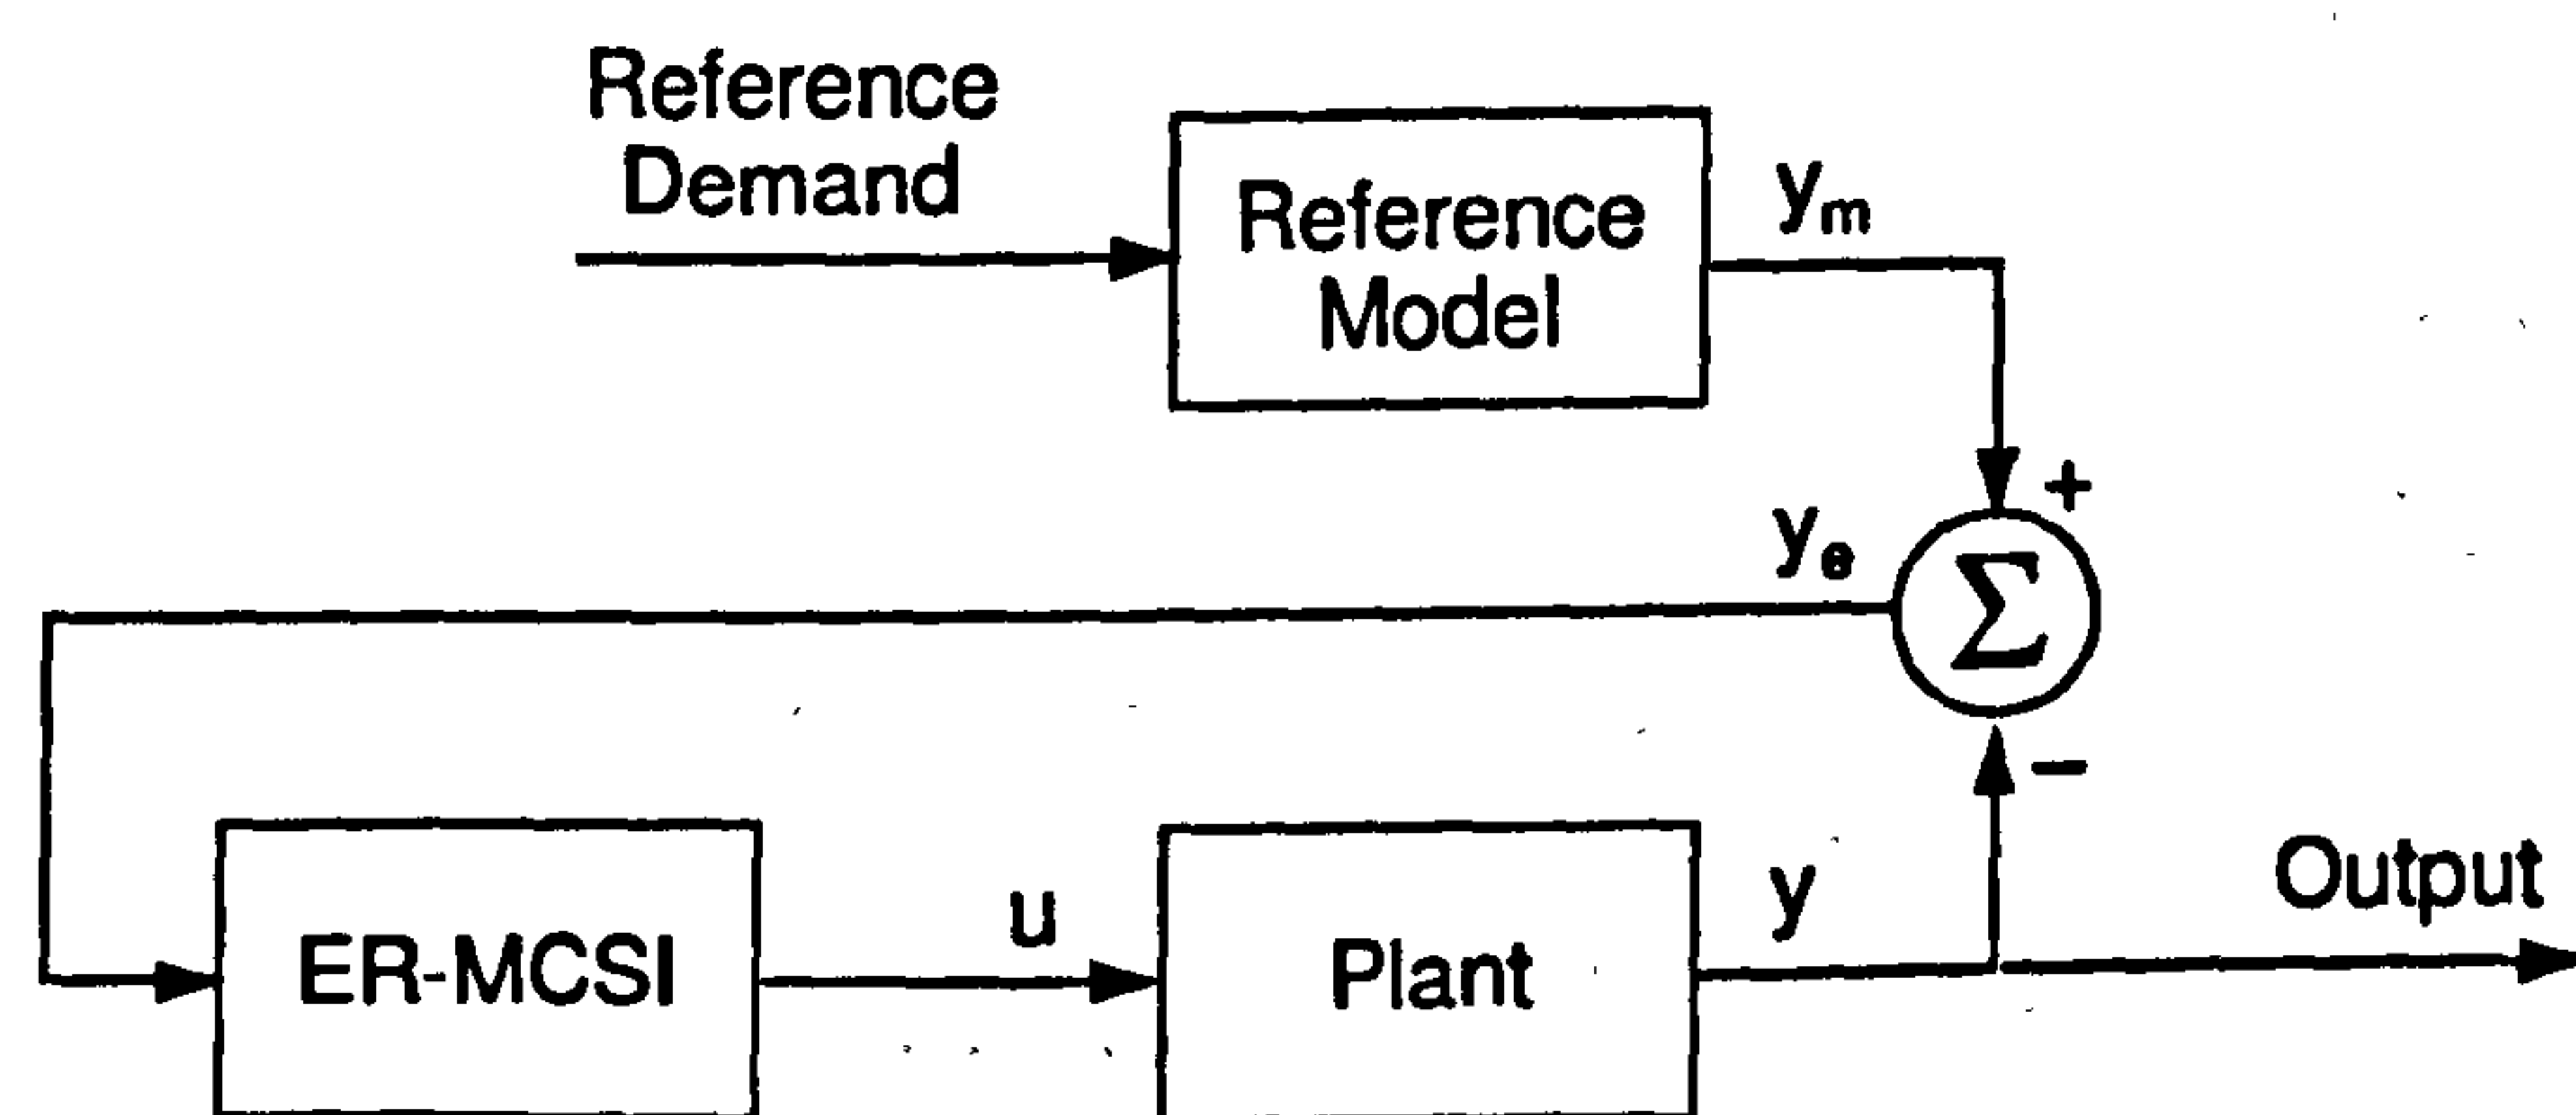 Reference
Demand
Reference
Model
yₘ
+
yₑ
Σ
−
ER-MCSI
u
Plant
y
Output